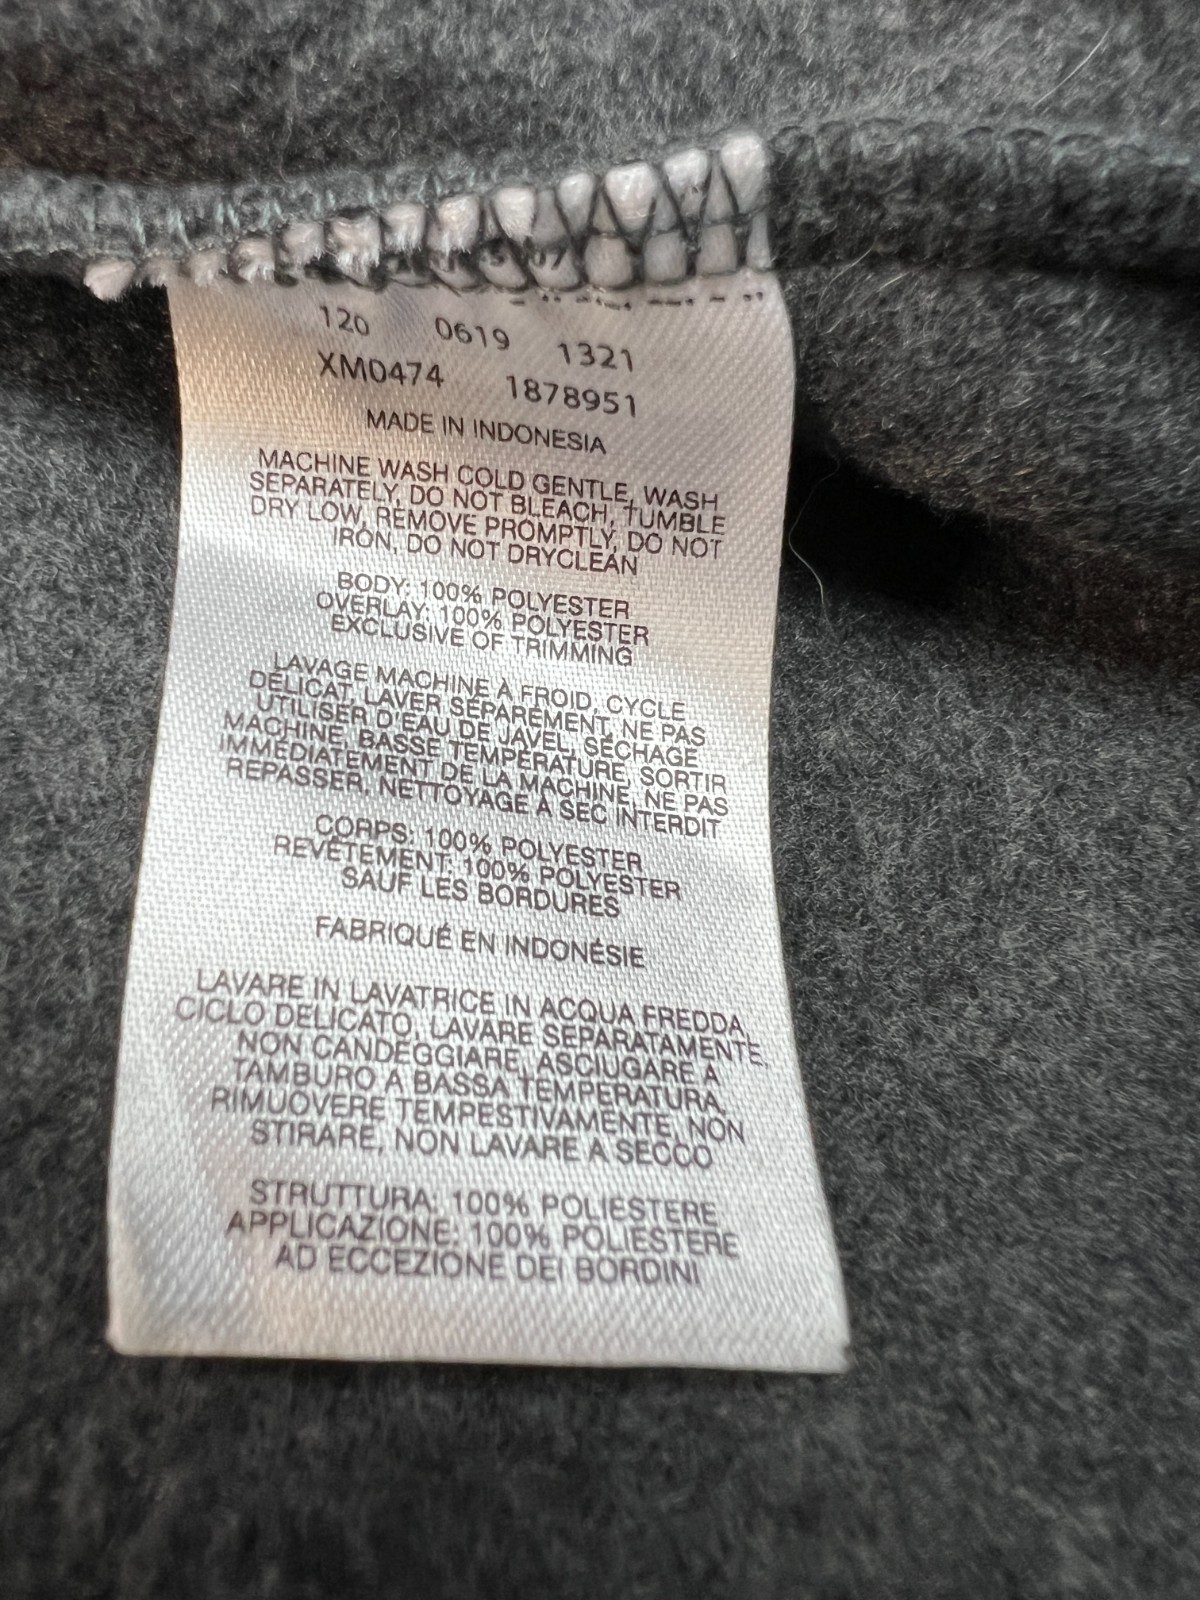 120 0619 1321
XM0474 1878951
MADE IN INDONESIA
MACHINE WASH COLD GENTLE, WASH
SEPARATELY, DO NOT BLEACH, TUMBLE
DRY LOW, REMOVE PROMPTLY, DO NOT
IRON, DO NOT DRYCLEAN
BODY: 100% POLYESTER
OVERLAY: 100% POLYESTER
EXCLUSIVE OF TRIMMING
LAVAGE MACHINE À FROID, CYCLE
DÉLICAT, LAVER SÉPARÉMENT, NE PAS
UTILISER D'EAU DE JAVEL, SÉCHAGE
MACHINE, BASSE TEMPÉRATURE, SORTIR
IMMÉDIATEMENT DE LA MACHINE, NE PAS
REPASSER, NETTOYAGE À SEC INTERDIT
CORPS: 100% POLYESTER
REVÊTEMENT: 100% POLYESTER
SAUF LES BORDURES
FABRIQUÉ EN INDONÉSIE
LAVARE IN LAVATRICE IN ACQUA FREDDA,
CICLO DELICATO, LAVARE SEPARATAMENTE,
NON CANDEGGIARE, ASCIUGARE A
TAMBURO A BASSA TEMPERATURA,
RIMUOVERE TEMPESTIVAMENTE, NON
STIRARE, NON LAVARE A SECCO
STRUTTURA: 100% POLIESTERE
APPLICAZIONE: 100% POLIESTERE
AD ECCEZIONE DEI BORDINI